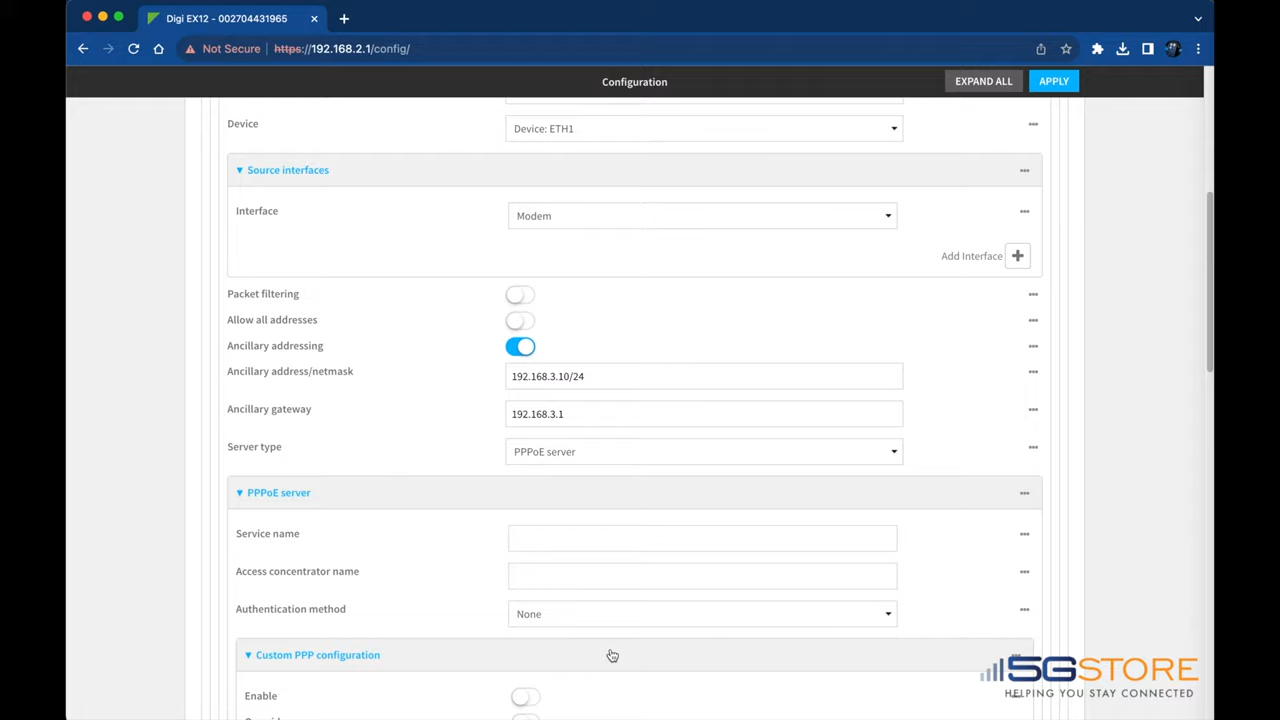 Digi EX12 - 002704431965
Not Secure https://192.168.2.1/config/
Configuration EXPAND ALL APPLY
Device Device: ETH1
Source interfaces
Interface Modem
Add Interface
Packet filtering
Allow all addresses
Ancillary addressing
Ancillary address/netmask 192.168.3.10/24
Ancillary gateway 192.168.3.1
Server type PPPoE server
PPPoE server
Service name
Access concentrator name
Authentication method None
Custom PPP configuration
Enable
5GSTORE
HELPING YOU STAY CONNECTED